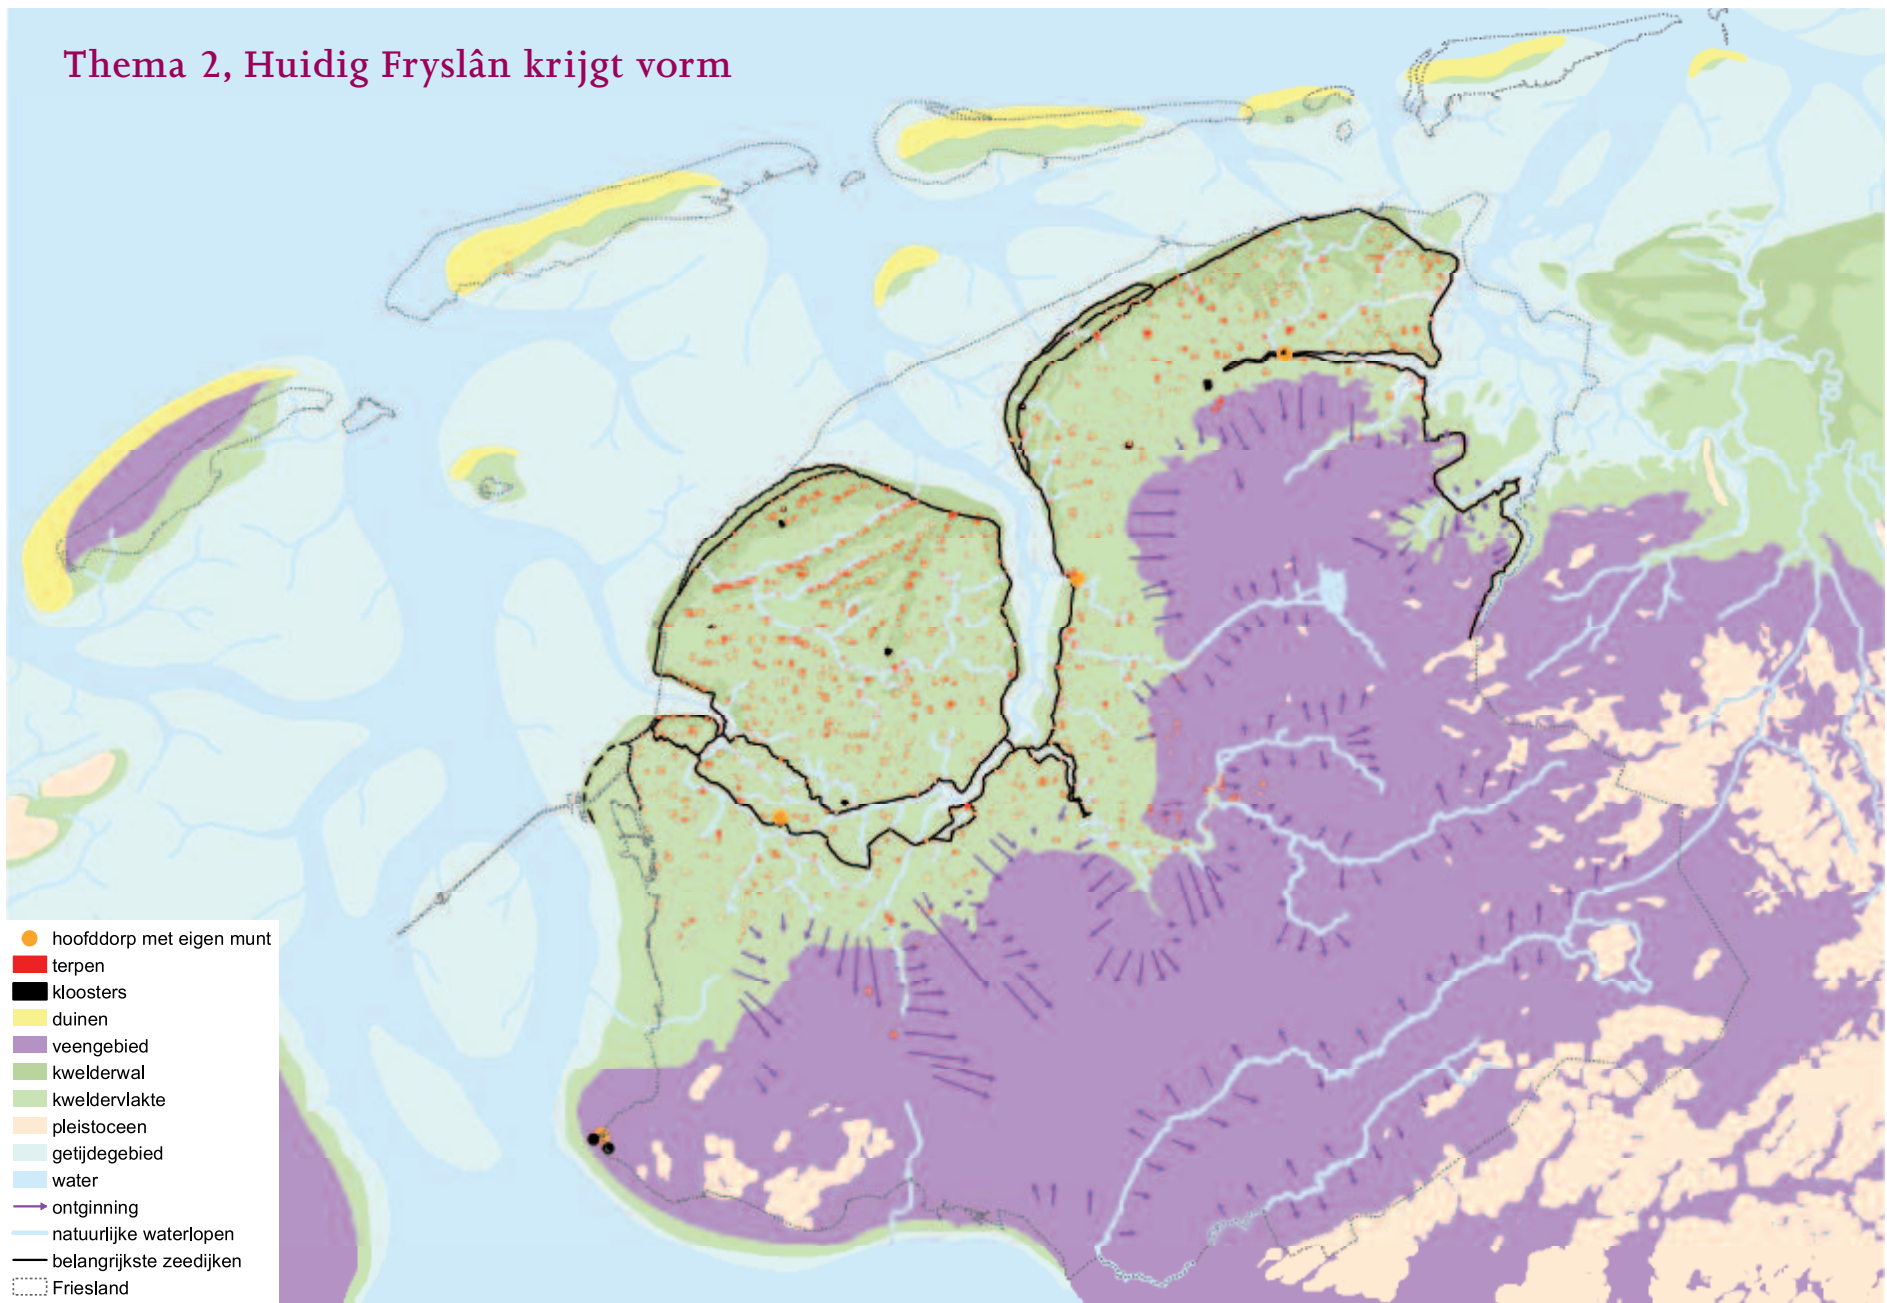 Thema 2, Huidig Fryslân krijgt vorm
hoofddorp met eigen munt
terpen
kloosters
duinen
veengebied
kwelderwal
kweldervlakte
pleistoceen
getijdegebied
water
ontginning
natuurlijke waterlopen
belangrijkste zeedijken
Friesland